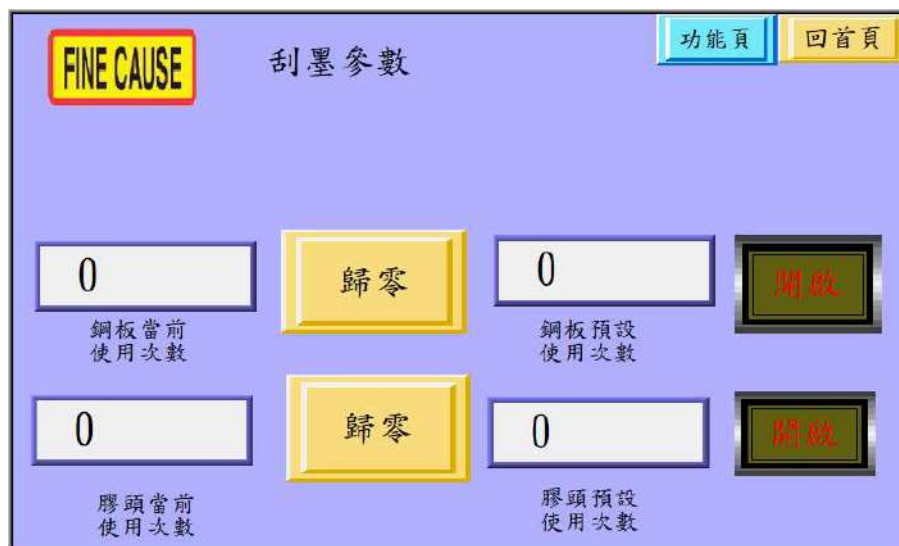 FINE CAUSE
刮墨參數
功能頁
回首頁
0
歸零
0
開啟
鋼板當前
使用次數
鋼板預設
使用次數
0
歸零
0
開啟
膠頭當前
使用次數
膠頭預設
使用次數